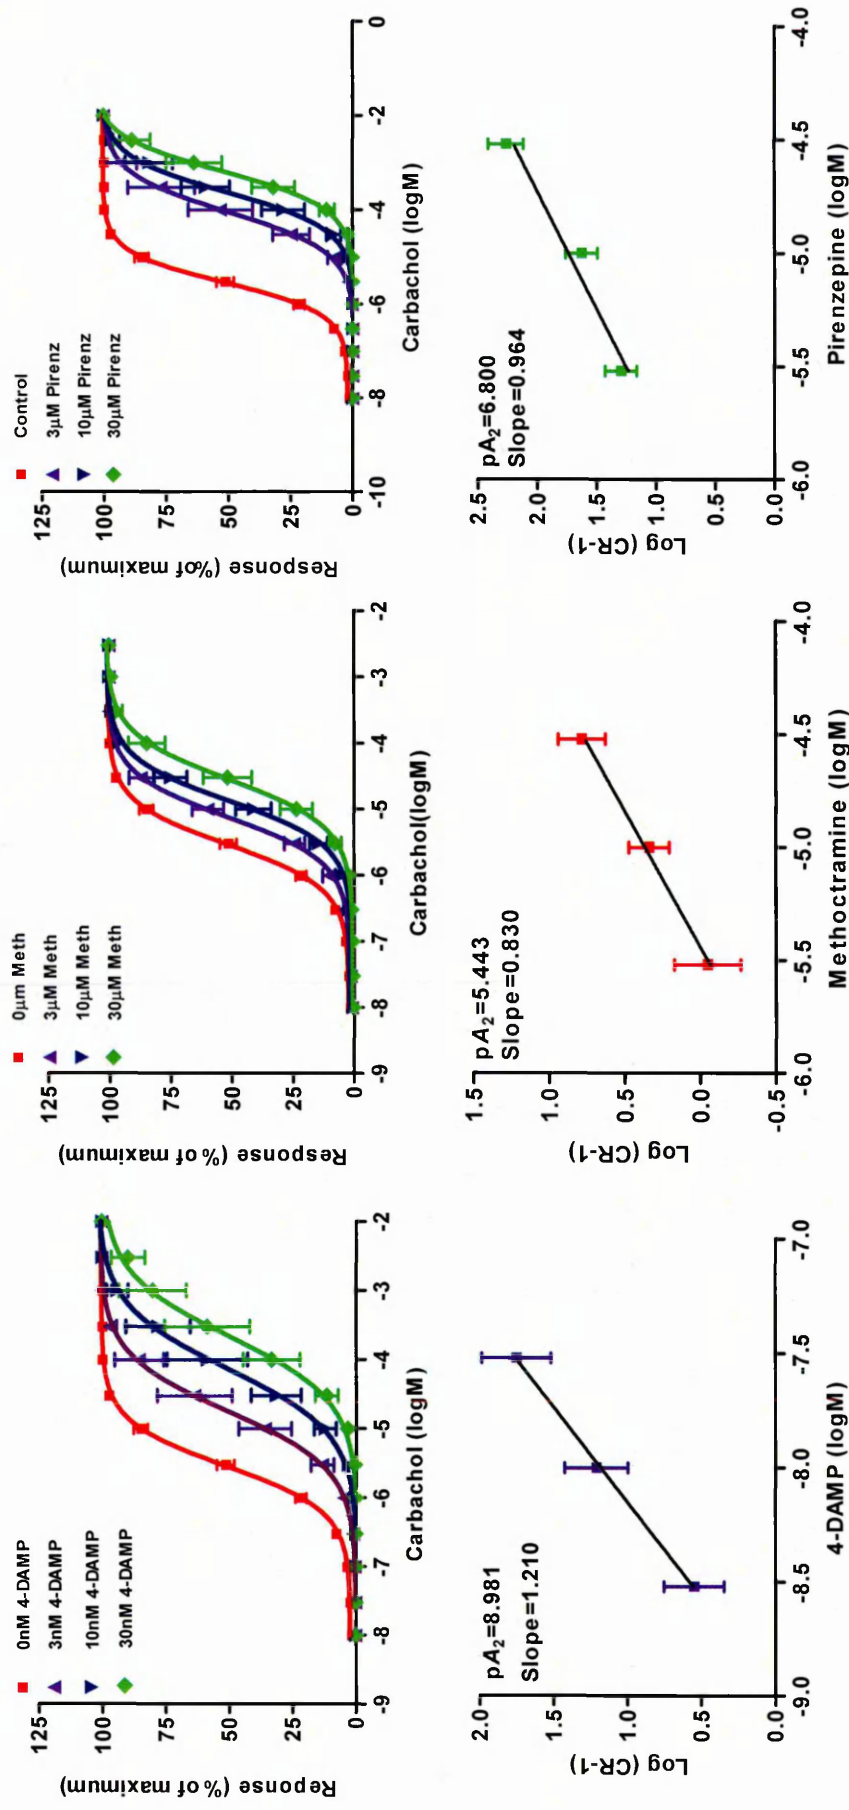 0nM 4-DAMP
3nM 4-DAMP
10nM 4-DAMP
30nM 4-DAMP
Reponse (% of maximum)
125
100
75
50
25
0
-9 -8 -7 -6 -5 -4 -3 -2
Carbachol (logM)
0µm Meth
3µM Meth
10µM Meth
30µM Meth
Response (% of maximum)
125
100
75
50
25
0
-9 -8 -7 -6 -5 -4 -3 -2
Carbachol(logM)
Control
3µM Pirenz
10µM Pirenz
30µM Pirenz
Response (%of maximum)
125
100
75
50
25
0
-10 -8 -6 -4 -2 0
Carbachol (logM)
pA2=8.981
Slope=1.210
Log (CR-1)
2.0
1.5
1.0
0.5
0.0
-9.0 -8.5 -8.0 -7.5 -7.0
4-DAMP (logM)
pA2=5.443
Slope=0.830
Log (CR-1)
1.5
1.0
0.5
0.0
-0.5
-6.0 -5.5 -5.0 -4.5 -4.0
Methoctramine (logM)
pA2=6.800
Slope=0.964
Log (CR-1)
2.5
2.0
1.5
1.0
0.5
0.0
-6.0 -5.5 -5.0 -4.5 -4.0
Pirenzepine (logM)